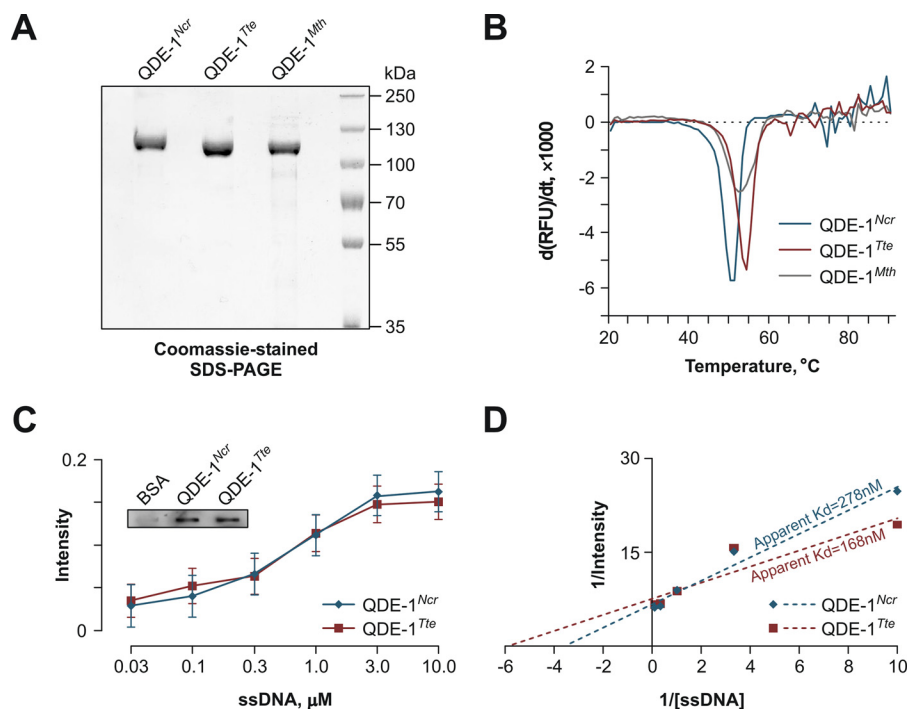 A
QDE-1Ncr
QDE-1Tte
QDE-1Mth
kDa
250
130
100
70
55
35
Coomassie-stained
SDS-PAGE
B
2
0
-2
-4
-6
d(RFU)/dt, ×1000
QDE-1Ncr
QDE-1Tte
QDE-1Mth
20 40 60 80
Temperature, °C
C
0.2
0
Intensity
BSA
QDE-1Ncr
QDE-1Tte
QDE-1Ncr
QDE-1Tte
0.03 0.1 0.3 1.0 3.0 10.0
ssDNA, μM
D
30
15
1/Intensity
Apparent Kd=278nM
Apparent Kd=168nM
QDE-1Ncr
QDE-1Tte
-6 -4 -2 0 2 4 6 8 10
1/[ssDNA]